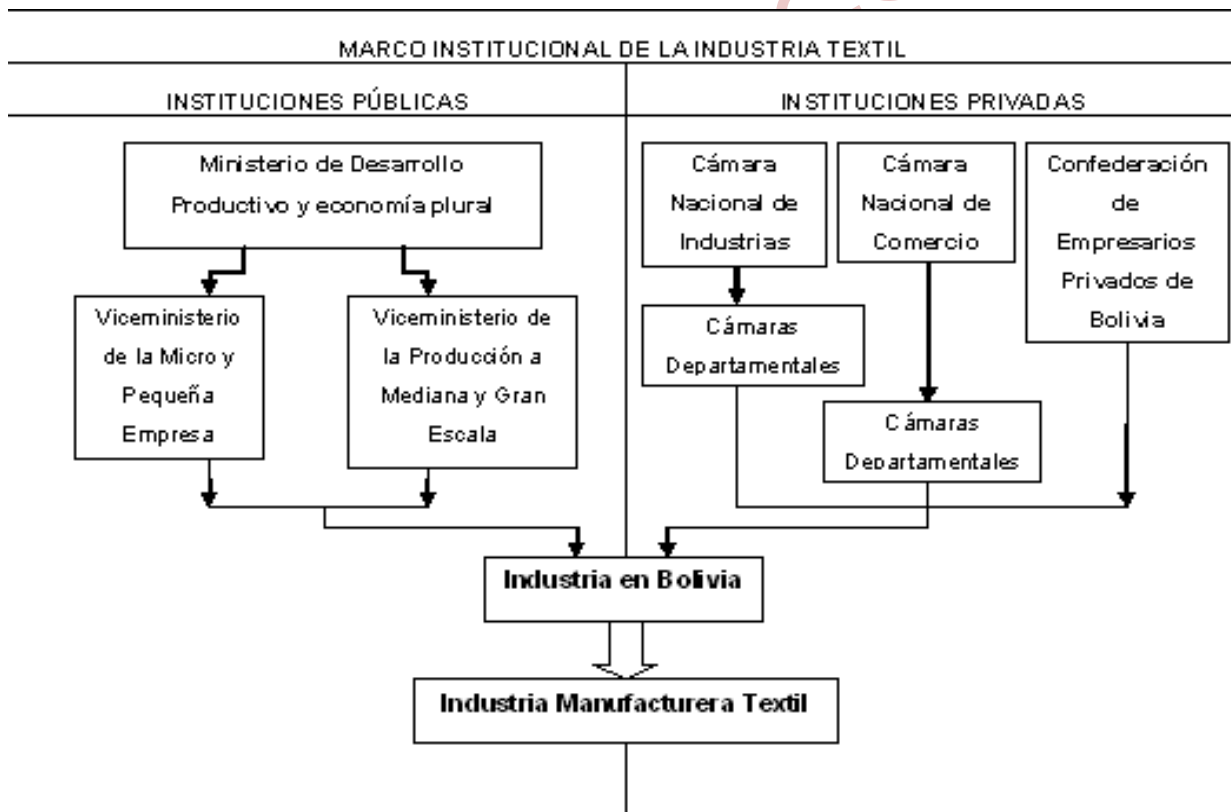 MARCO INSTITUCIONAL DE LA INDUSTRIA TEXTIL
INSTITUCIONES PÚBLICAS
INSTITUCIONES PRIVADAS
Ministerio de Desarrollo
Productivo y economía plural
Viceministerio
de la Micro y
Pequeña
Empresa
Viceministerio de
la Producción a
Mediana y Gran
Escala
Cámara
Nacional de
Industrias
Cámara
Nacional de
Comercio
Confederación
de
Empresarios
Privados de
Bolivia
Cámaras
Departamentales
Cámaras
Departamentales
Industria en Bolivia
Industria Manufacturera Textil